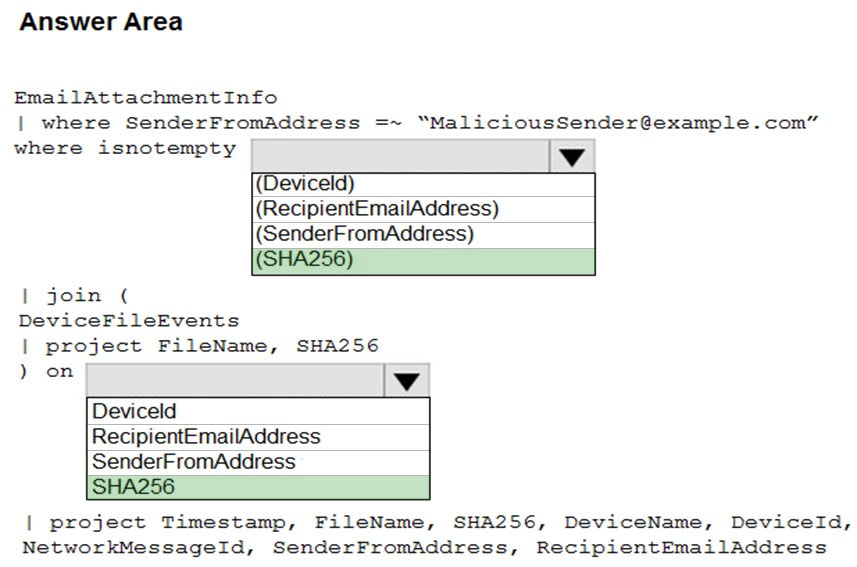 Answer Area
EmailAttachmentInfo
| where SenderFromAddress =~ “MaliciousSender@example.com”
where isnotempty
(DeviceId)
(RecipientEmailAddress)
(SenderFromAddress)
(SHA256)
| join (
DeviceFileEvents
| project FileName, SHA256
) on
DeviceId
RecipientEmailAddress
SenderFromAddress
SHA256
| project Timestamp, FileName, SHA256, DeviceName, DeviceId,
NetworkMessageId, SenderFromAddress, RecipientEmailAddress